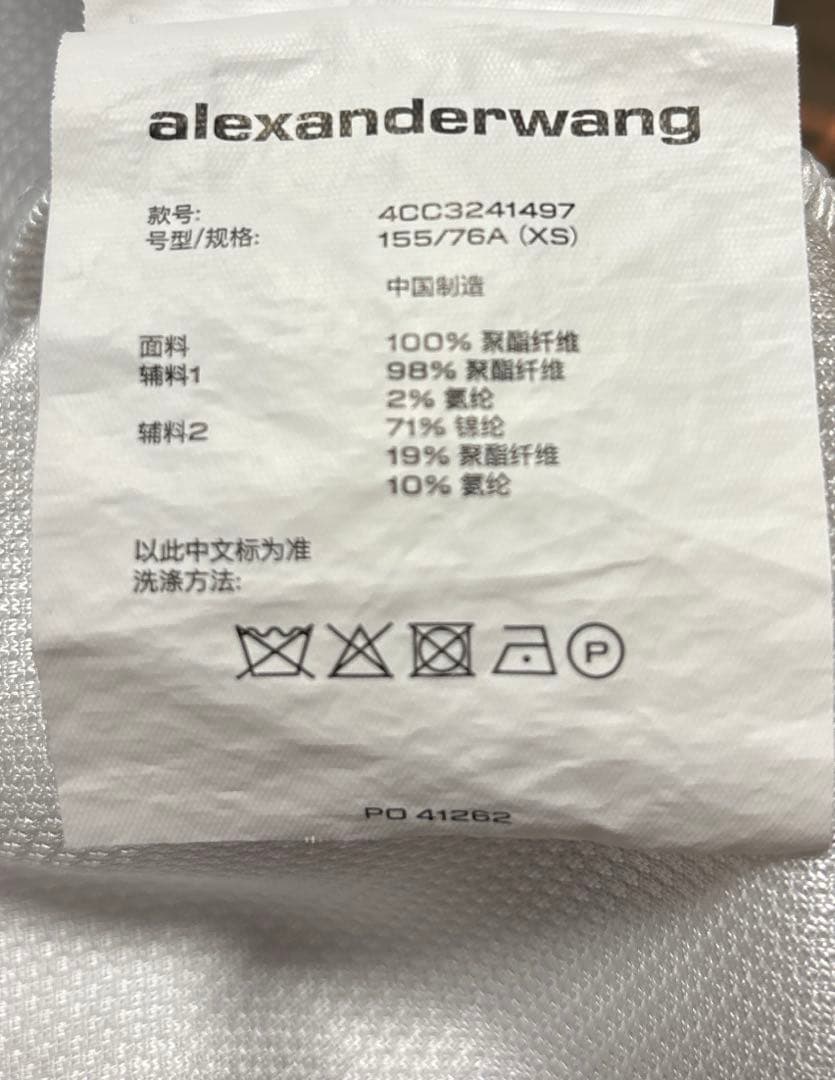 alexanderwang
款号: 4CC3241497
号型/规格: 155/76A (XS)
中国制造
面料 100% 聚酯纤维
辅料1 98% 聚酯纤维
2% 氨纶
辅料2 71% 锦纶
19% 聚酯纤维
10% 氨纶
以此中文标为准
洗涤方法:
P
PO 41262